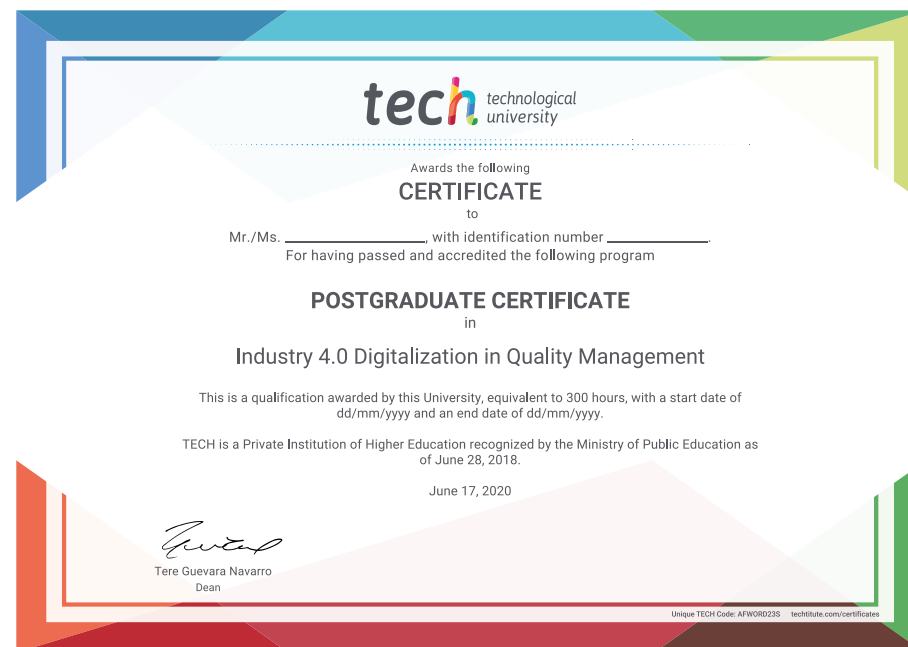 tech technological
university
Awards the following
CERTIFICATE
to
Mr./Ms. ____________, with identification number ____________.
For having passed and accredited the following program
POSTGRADUATE CERTIFICATE
in
Industry 4.0 Digitalization in Quality Management
This is a qualification awarded by this University, equivalent to 300 hours, with a start date of
dd/mm/yyyy and an end date of dd/mm/yyyy.
TECH is a Private Institution of Higher Education recognized by the Ministry of Public Education as
of June 28, 2018.
June 17, 2020
Tere Guevara Navarro
Dean
Unique TECH Code: AFWORD23S techtitute.com/certificates